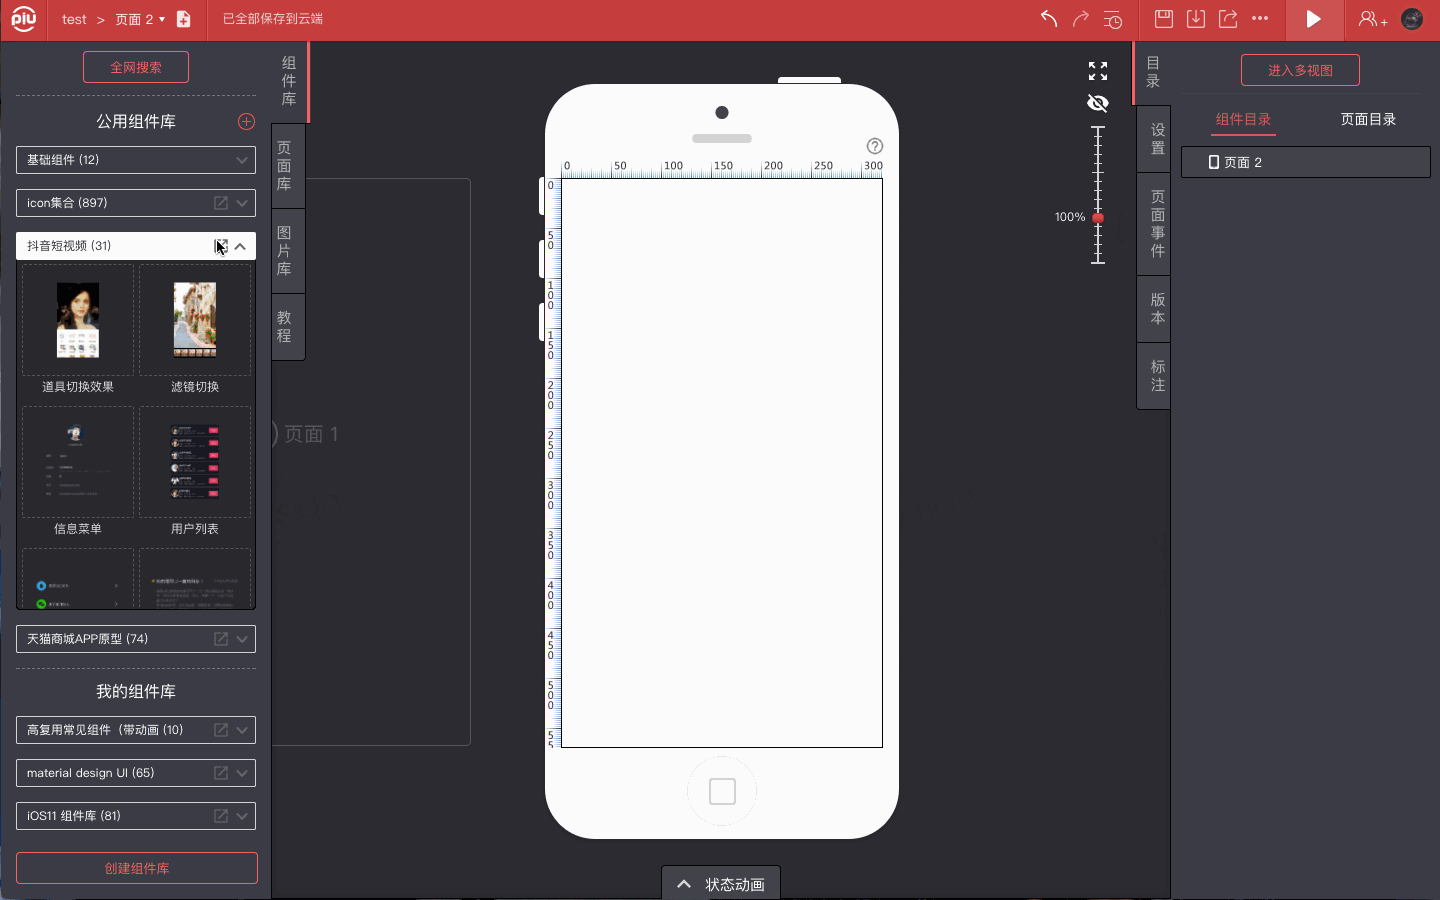 piu
test > 页面 2
已全部保存到云端
全网搜索
公用组件库
基础组件 (12)
icon集合 (897)
抖音短视频 (31)
道具切换效果
滤镜切换
信息菜单
用户列表
天猫商城APP原型 (74)
我的组件库
高复用常见组件（带动画 (10)
material design UI (65)
iOS11 组件库 (81)
创建组件库
组件库
页面库
图片库
教程
页面 1
0 50 100 150 200 250 300
0
50
100
150
200
250
300
350
400
450
500
55
状态动画
100%
目录
设置
页面事件
版本
标注
进入多视图
组件目录
页面目录
页面 2